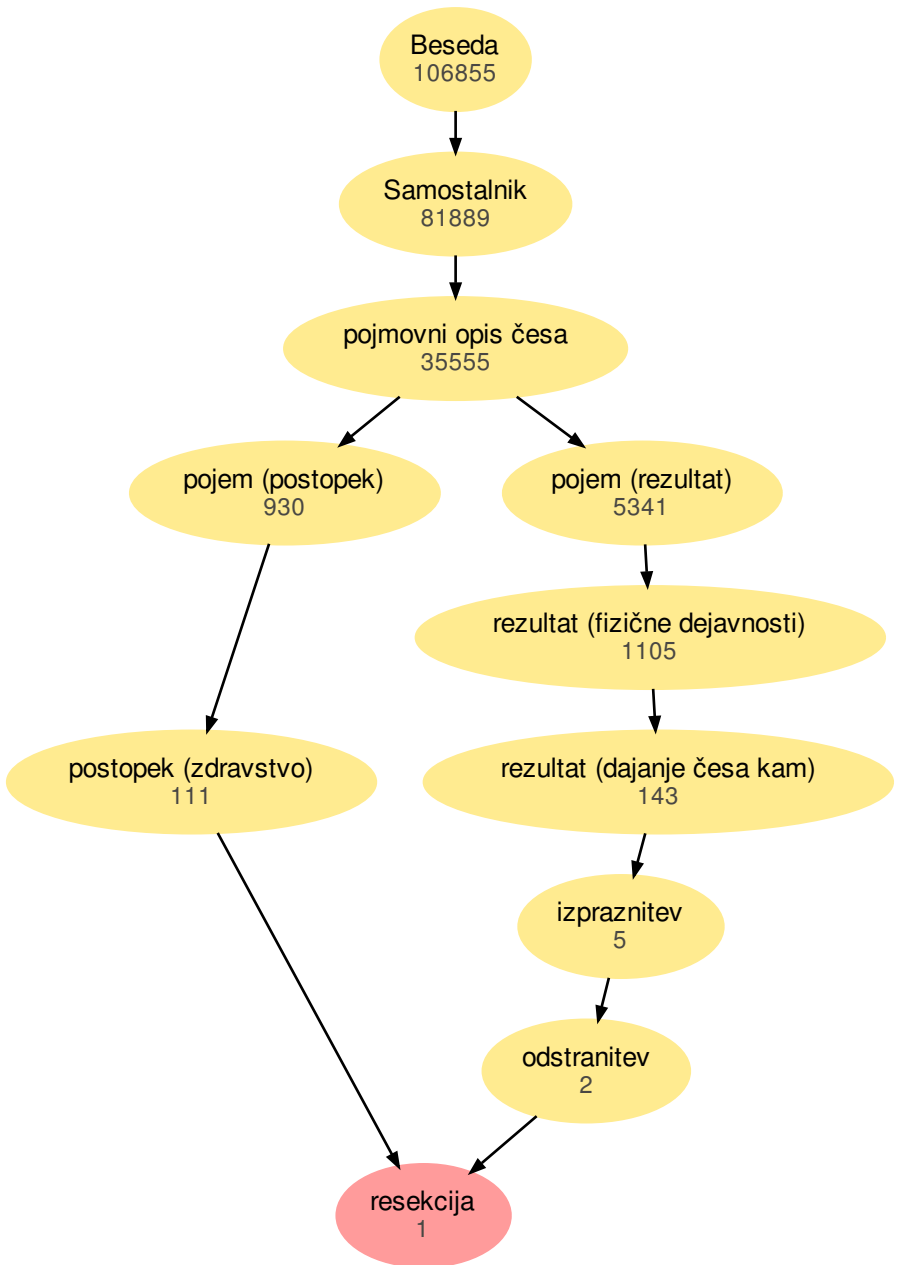 Beseda
106855
Samostalnik
81889
pojmovni opis česa
35555
pojem (postopek)
930
pojem (rezultat)
5341
rezultat (fizične dejavnosti)
1105
postopek (zdravstvo)
111
rezultat (dajanje česa kam)
143
izpraznitev
5
odstranitev
2
resekcija
1